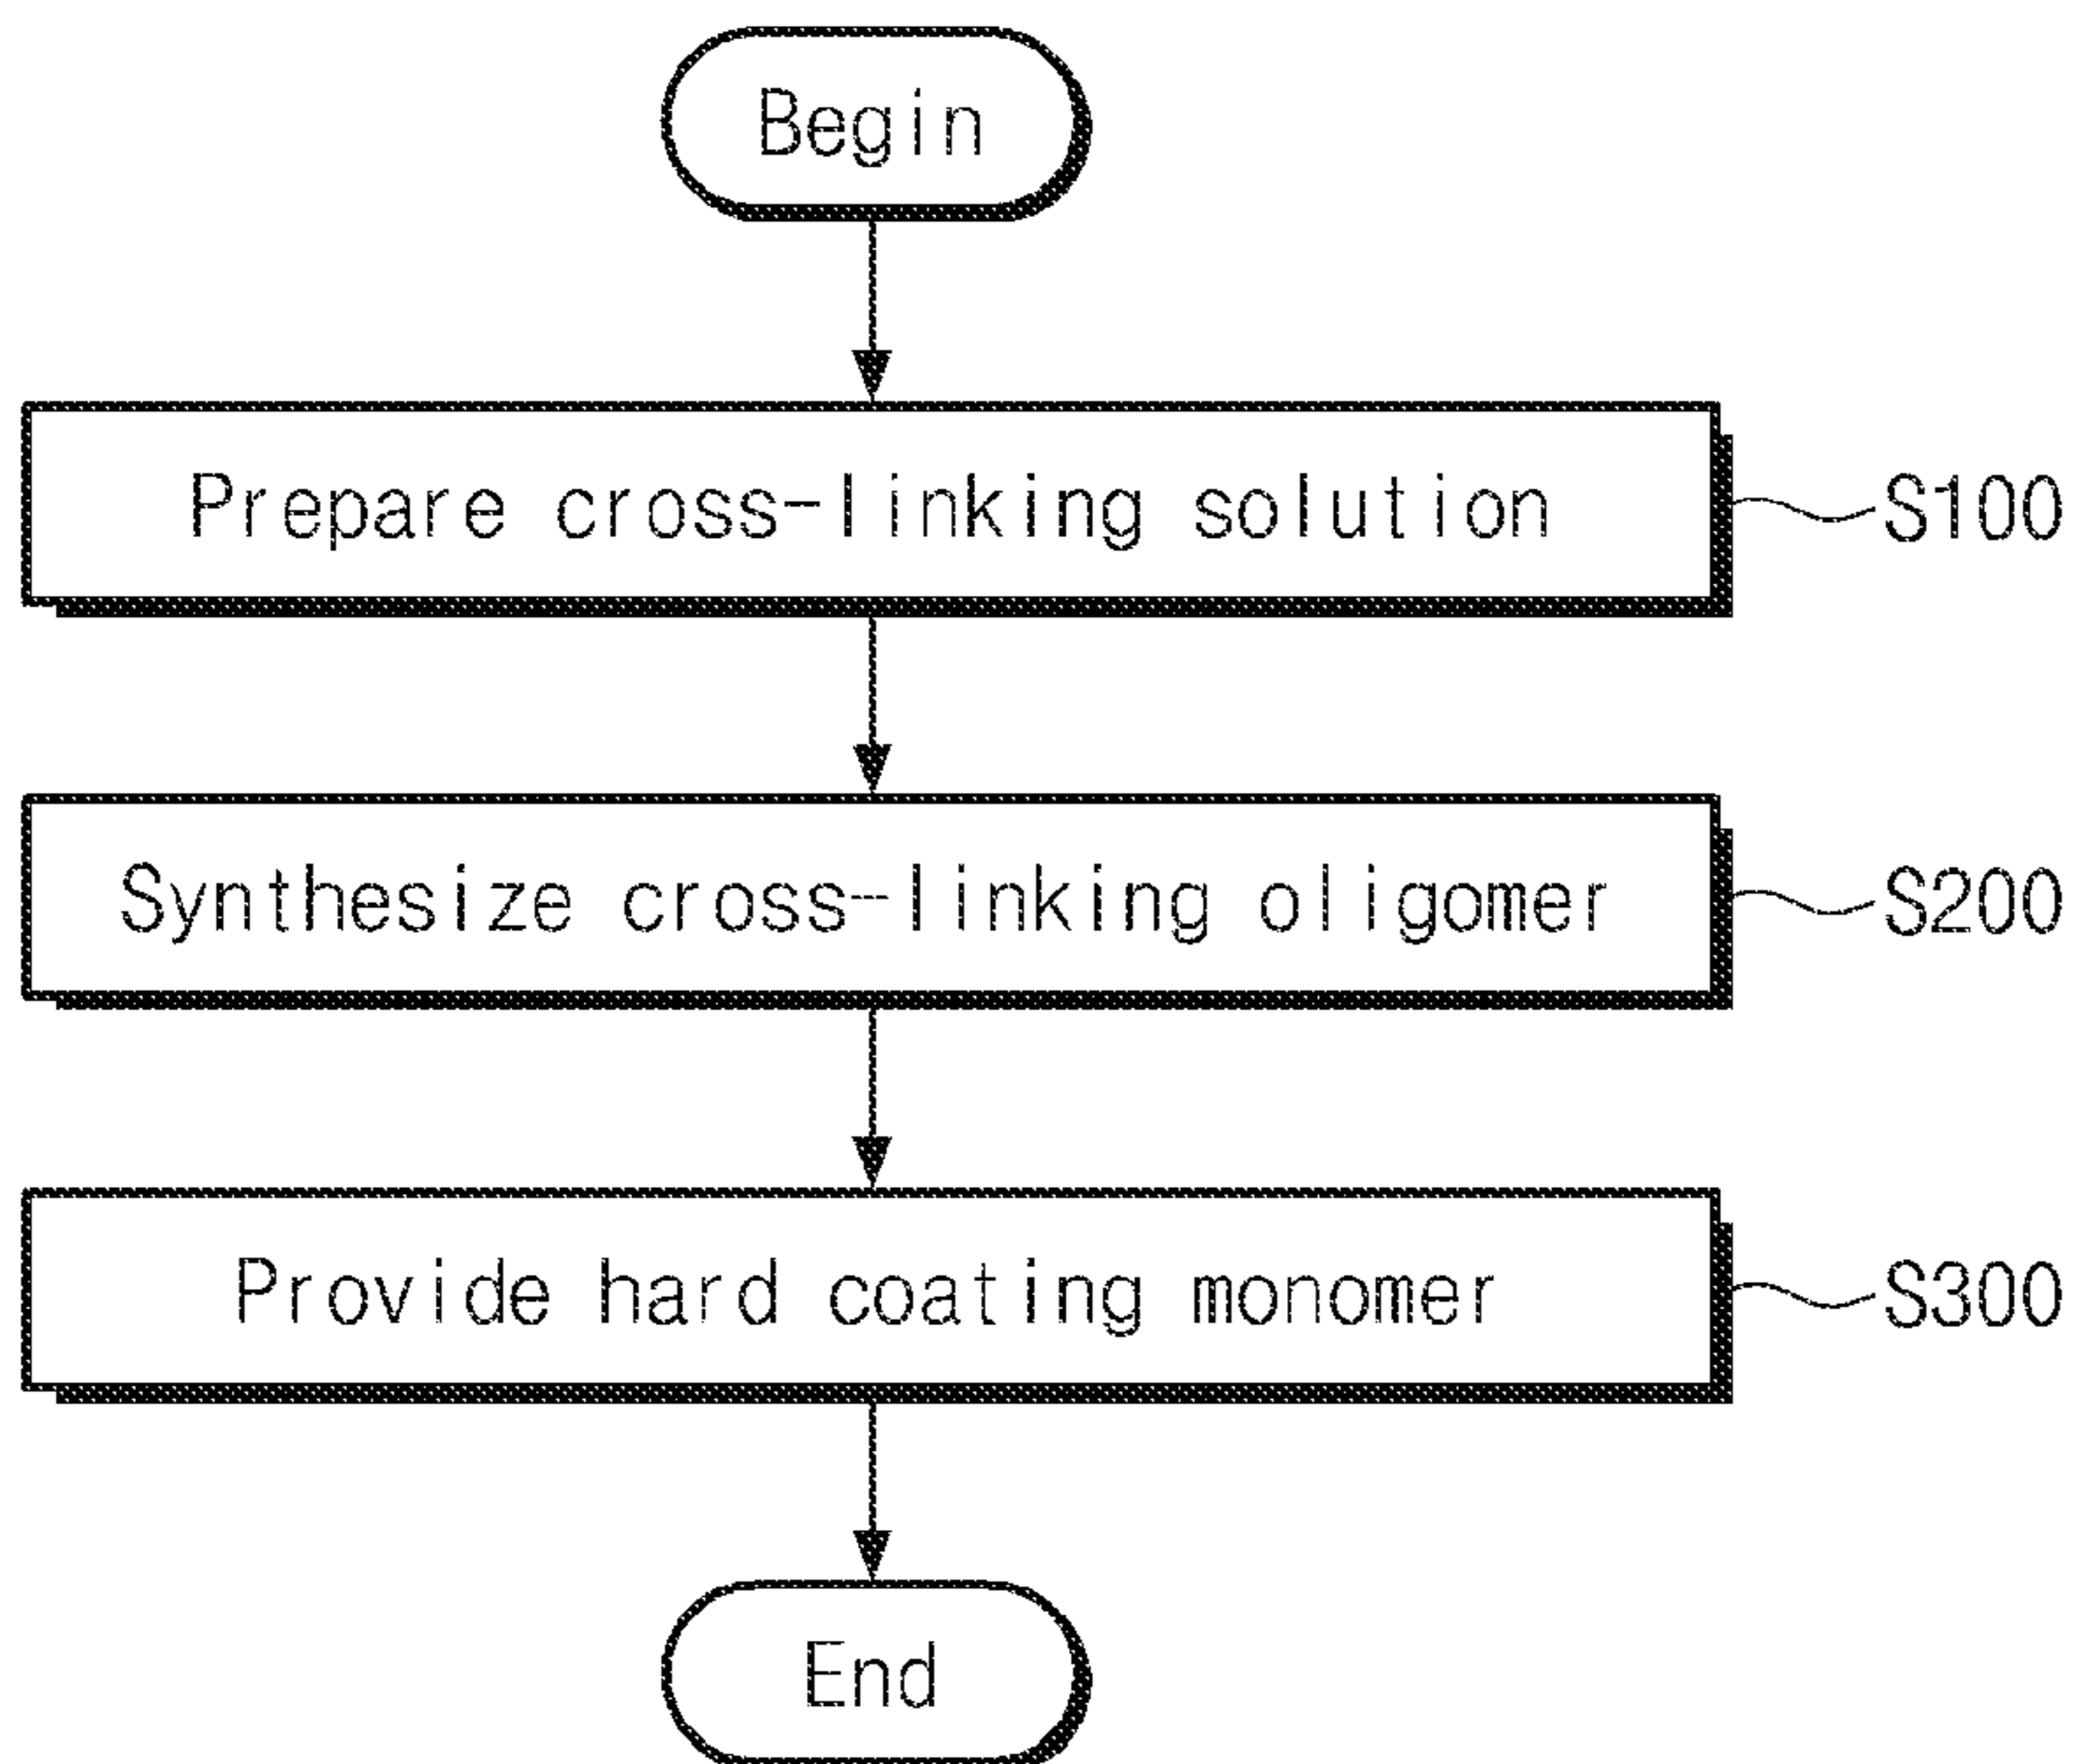 Begin
Prepare cross-linking solution S100
Synthesize cross-linking oligomer S200
Provide hard coating monomer S300
End